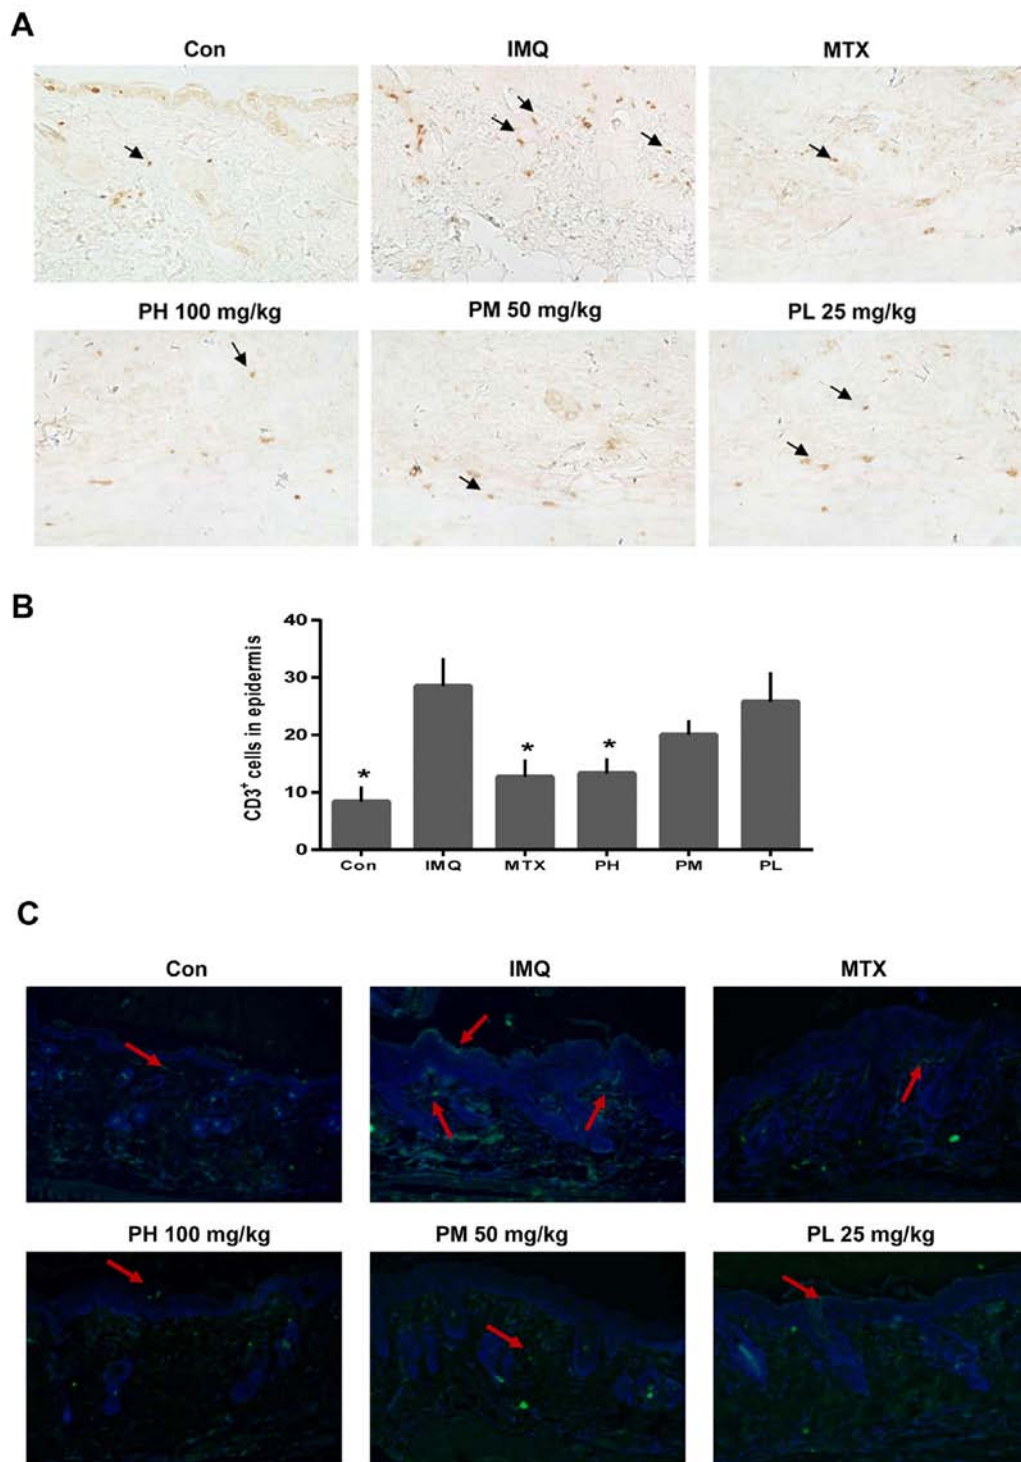 A
Con IMQ MTX
PH 100 mg/kg PM 50 mg/kg PL 25 mg/kg
B
CD3⁺ cells in epidermis
40
30
20
10
0
* * *
Con IMQ MTX PH PM PL
C
Con IMQ MTX
PH 100 mg/kg PM 50 mg/kg PL 25 mg/kg